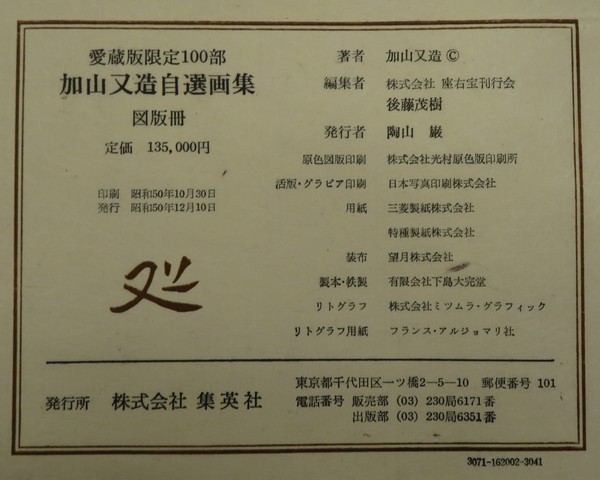 愛蔵版限定100部
加山又造自選画集
図版冊
定価 135,000円
印刷 昭和50年10月30日
発行 昭和50年12月10日
著者 加山又造 ©
編集者 株式会社 座右宝刊行会
後藤茂樹
発行者 陶山 巌
原色図版印刷 株式会社光村原色版印刷所
活版・グラビア印刷 日本写真印刷株式会社
用紙 三菱製紙株式会社
特種製紙株式会社
装布 望月株式会社
製本・帙製 有限会社下島大完堂
リトグラフ 株式会社ミツムラ・グラフィック
リトグラフ用紙 フランス・アルジョマリ社
発行所 株式会社 集英社
東京都千代田区一ツ橋2―5―10 郵便番号 101
電話番号 販売部 (03) 230局6171番
出版部 (03) 230局6351番
3071-162002-3041